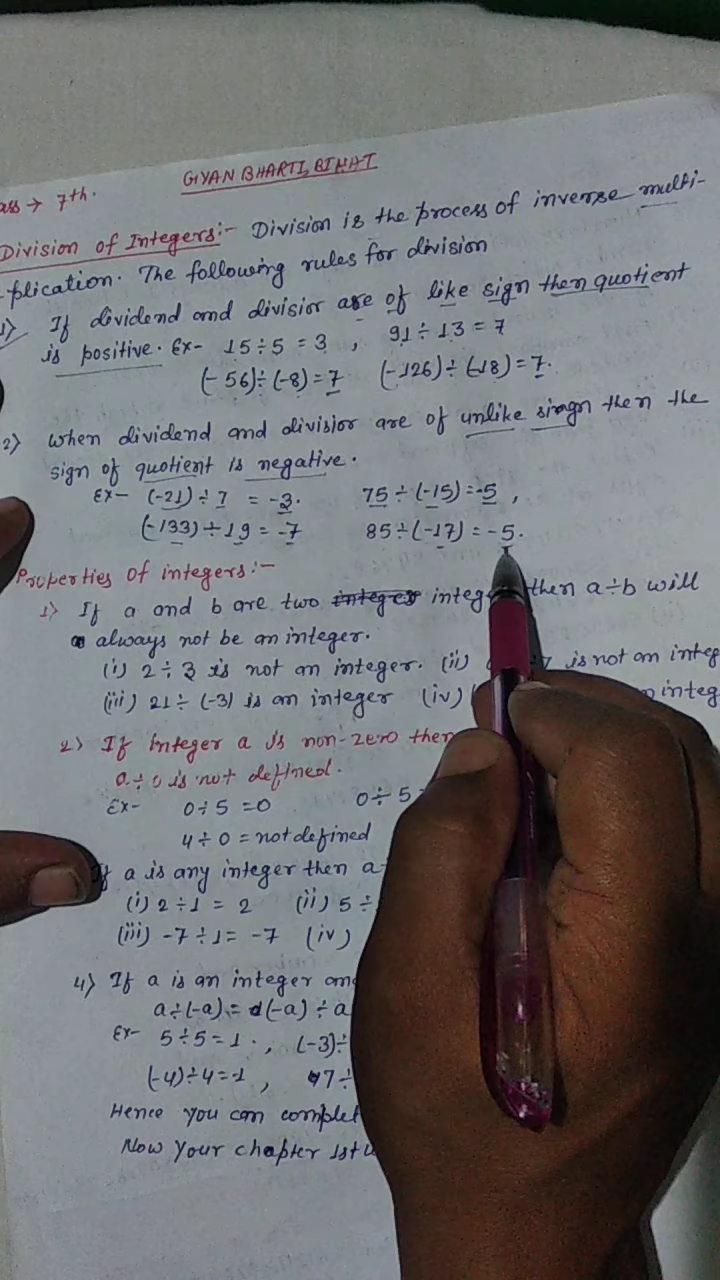 GIYAN BHARTI, BIHAT
ass → 7th.
Division of Integers:- Division is the process of inverse multi-
plication. The following rules for division
1) If dividend and divisior are of like sign then quotient
is positive. Ex- 15÷5 = 3 , 91÷13 = 7
(-56)÷(-8) = 7 (-126)÷(-18) = 7.
2) when dividend and divisior are of unlike singn then the
sign of quotient is negative.
Ex- (-21) ÷ 7 = -3. 75 ÷ (-15) = -5 ,
(-133) ÷ 19 = -7 85 ÷ (-17) = -5.
Properties of integers:-
1) If a and b are two integers then a÷b will
always not be an integer.
(i) 2 ÷ 3 is not an integer. (ii) is not an integ
(iii) 21 ÷ (-3) is an integer (iv) integ
2) If integer a is non-zero then
a÷0 is not defined.
Ex- 0÷5 = 0 0÷5
4÷0 = not defined
If a is any integer then a
(i) 2÷1 = 2 (ii) 5 ÷
(iii) -7÷1 = -7 (iv)
4) If a is an integer and
a÷(-a) = (-a) ÷ a
Ex- 5÷5 = 1 , (-3)÷
(-4)÷4 = -1 , 7÷
Hence you can complet
Now your chapter 1st